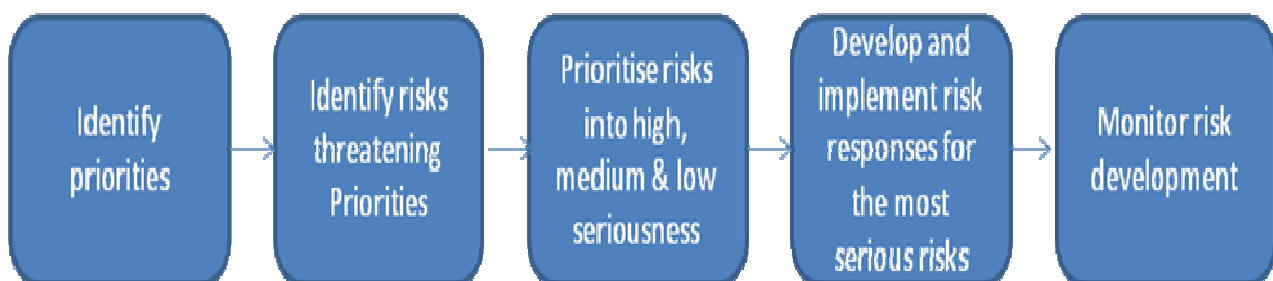 Identify
priorities
Identify risks
threatening
Priorities
Prioritise risks
into high,
medium & low
seriousness
Develop and
implement risk
responses for
the most
serious risks
Monitor risk
development